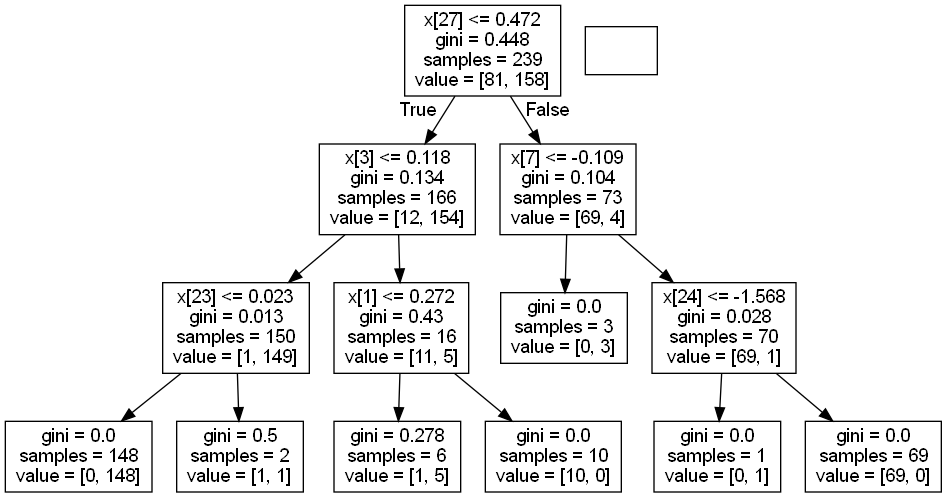 x[27] <= 0.472
gini = 0.448
samples = 239
value = [81, 158]
True
False
x[3] <= 0.118
gini = 0.134
samples = 166
value = [12, 154]
x[7] <= -0.109
gini = 0.104
samples = 73
value = [69, 4]
x[23] <= 0.023
gini = 0.013
samples = 150
value = [1, 149]
x[1] <= 0.272
gini = 0.43
samples = 16
value = [11, 5]
gini = 0.0
samples = 3
value = [0, 3]
x[24] <= -1.568
gini = 0.028
samples = 70
value = [69, 1]
gini = 0.0
samples = 148
value = [0, 148]
gini = 0.5
samples = 2
value = [1, 1]
gini = 0.278
samples = 6
value = [1, 5]
gini = 0.0
samples = 10
value = [10, 0]
gini = 0.0
samples = 1
value = [0, 1]
gini = 0.0
samples = 69
value = [69, 0]